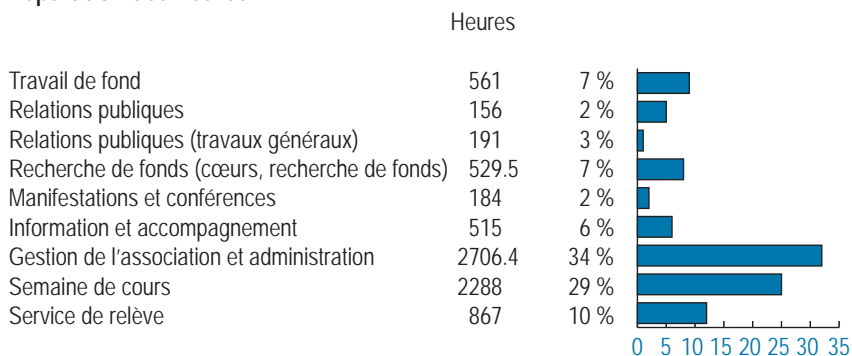 Heures
Travail de fond 561 7 %
Relations publiques 156 2 %
Relations publiques (travaux généraux) 191 3 %
Recherche de fonds (cœurs, recherche de fonds) 529.5 7 %
Manifestations et conférences 184 2 %
Information et accompagnement 515 6 %
Gestion de l'association et administration 2706.4 34 %
Semaine de cours 2288 29 %
Service de relève 867 10 %
0 5 10 15 20 25 30 35